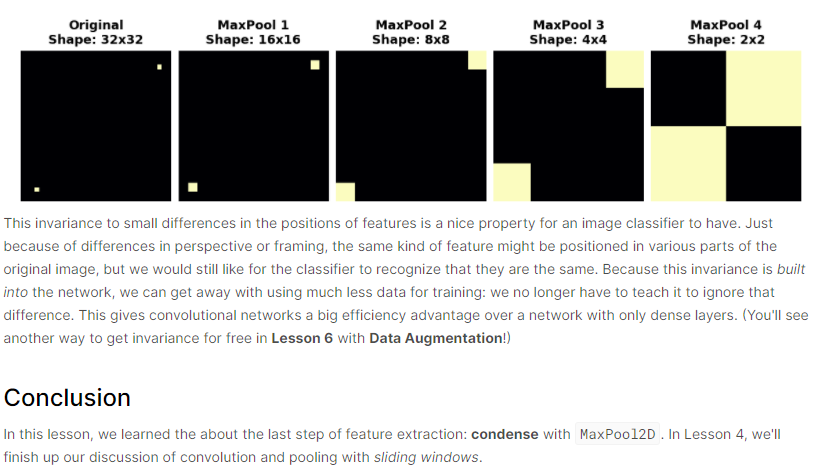 Original MaxPool 1 MaxPool 2 MaxPool 3 MaxPool 4
Shape: 32x32 Shape: 16x16 Shape: 8x8 Shape: 4x4 Shape: 2x2
This invariance to small differences in the positions of features is a nice property for an image classifier to have. Just
because of differences in perspective or framing, the same kind of feature might be positioned in various parts of the
original image, but we would still like for the classifier to recognize that they are the same. Because this invariance is built
into the network, we can get away with using much less data for training: we no longer have to teach it to ignore that
difference. This gives convolutional networks a big efficiency advantage over a network with only dense layers. (You'll see
another way to get invariance for free in Lesson 6 with Data Augmentation!)
Conclusion
In this lesson, we learned the about the last step of feature extraction: condense with MaxPool2D. In Lesson 4, we'll
finish up our discussion of convolution and pooling with sliding windows.